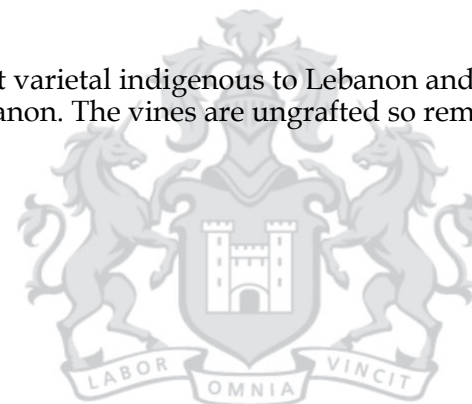 t varietal indigenous to Lebanon and
anon. The vines are ungrafted so rem
LABOR OMNIA VINCIT